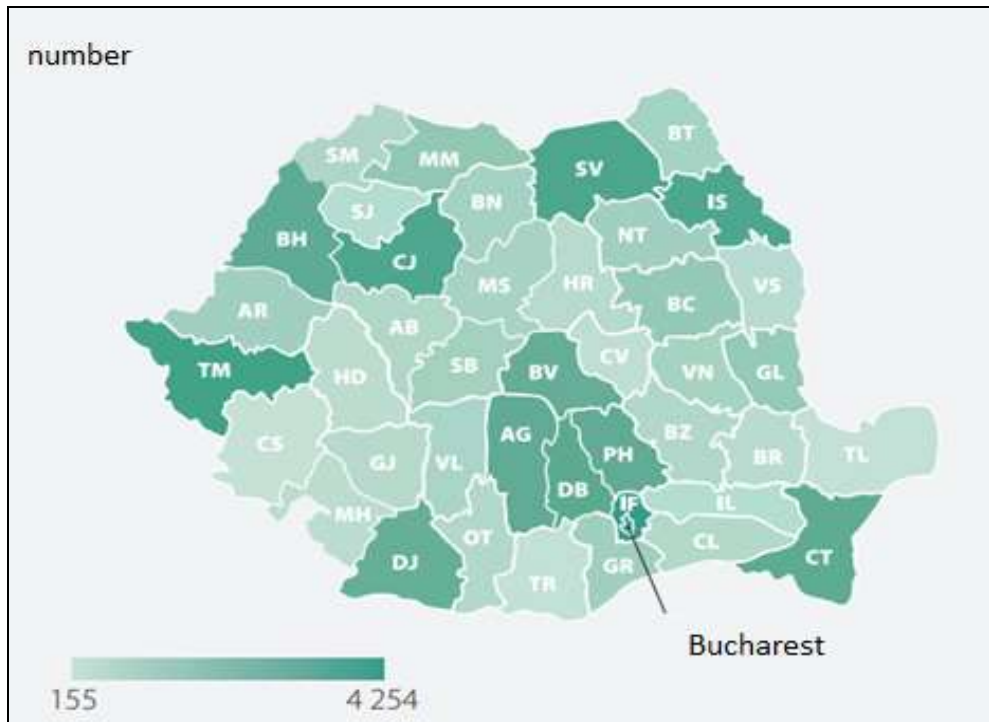 number
BT
SM
MM
SV
IS
SJ
BN
NT
BH
CJ
MS
HR
VS
BC
AR
AB
TM
HD
SB
BV
CV
VN
GL
CS
GJ
VL
AG
PH
BZ
BR
TL
DB
MH
IF
IL
OT
CL
DJ
TR
GR
CT
Bucharest
155
4 254